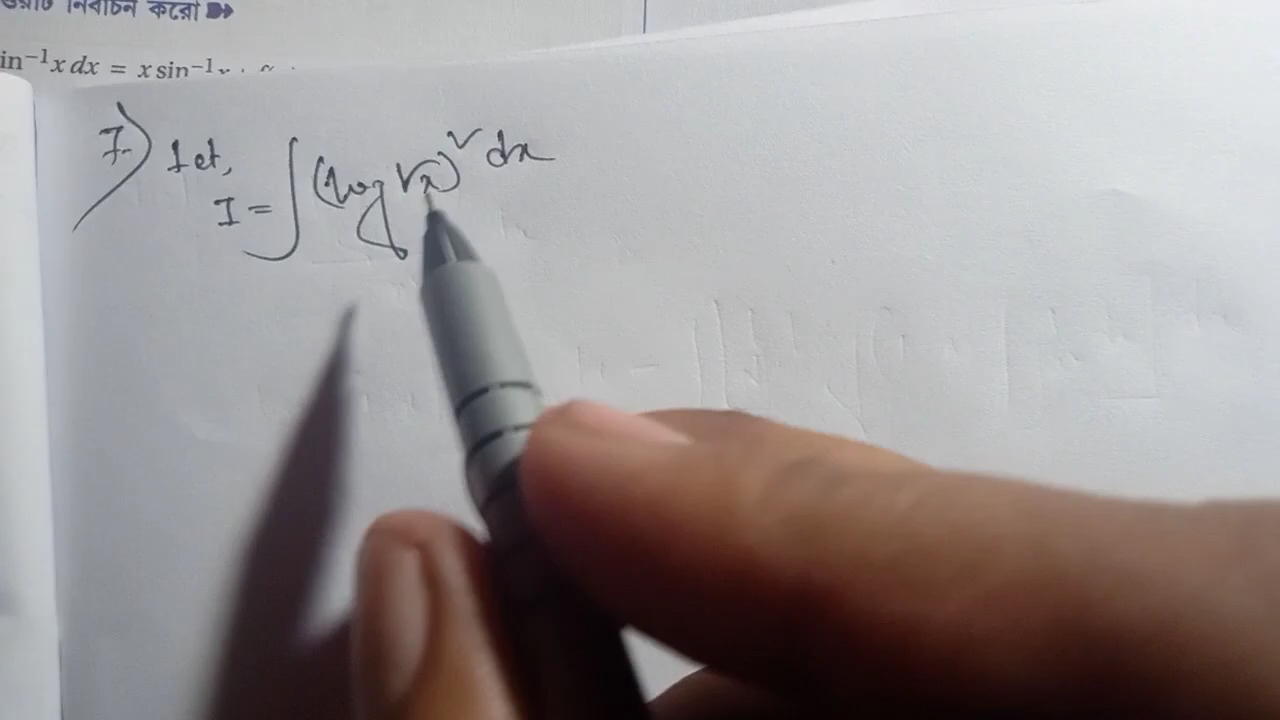 নির্বাচন করো
in⁻¹x dx = x sin⁻¹x
7) Let,
I = ∫(log √x)² dx